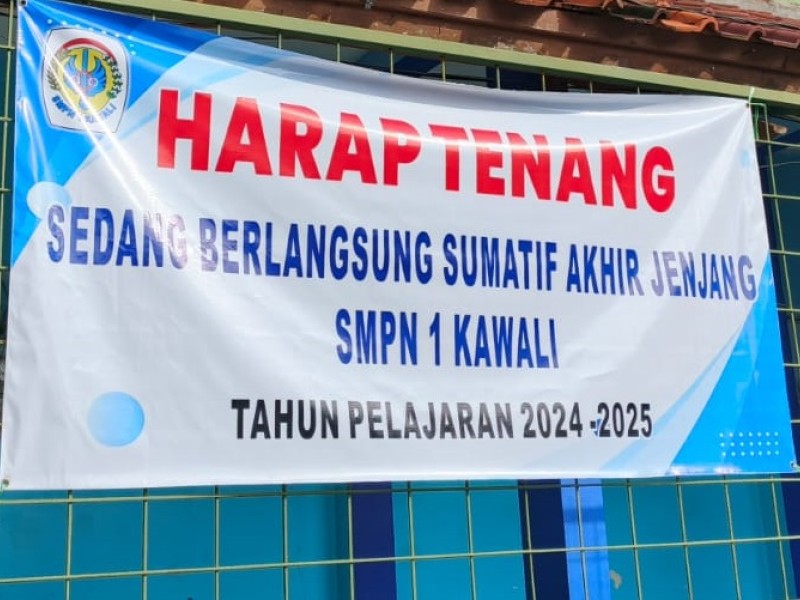 HARAP TENANG
SEDANG BERLANGSUNG SUMATIF AKHIR JENJANG
SMPN 1 KAWALI
TAHUN PELAJARAN 2024 -2025